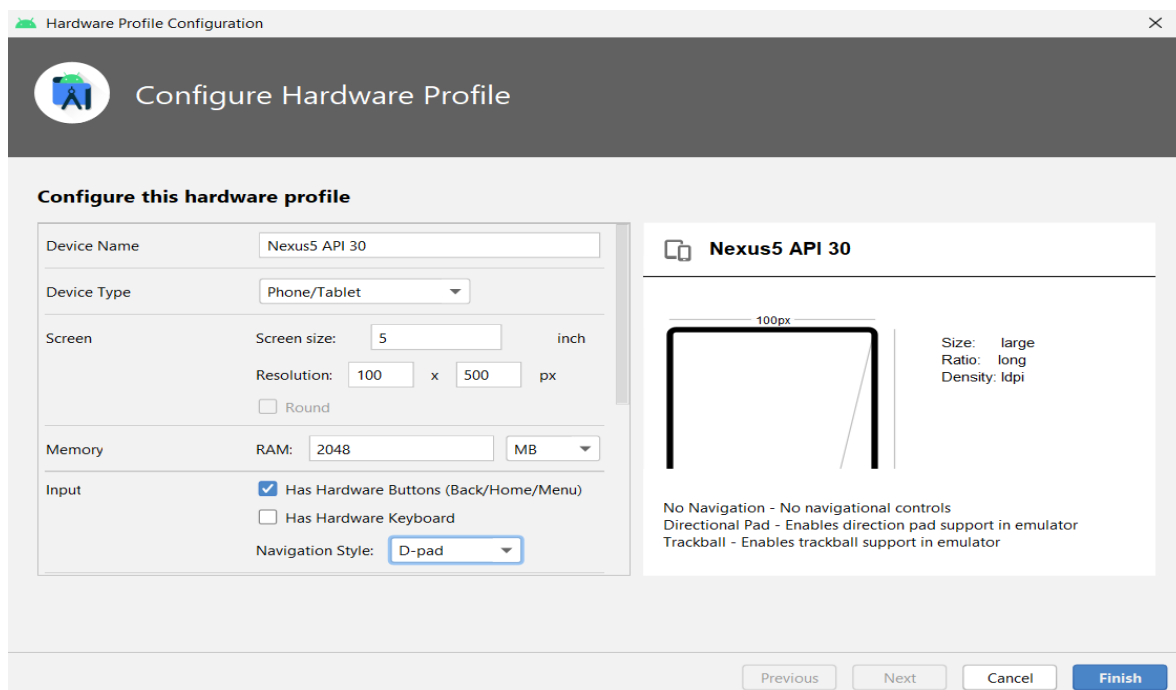 Hardware Profile Configuration
Configure Hardware Profile
Configure this hardware profile
Device Name Nexus5 API 30
Device Type Phone/Tablet
Screen Screen size: 5 inch
Resolution: 100 x 500 px
Round
Memory RAM: 2048 MB
Input Has Hardware Buttons (Back/Home/Menu)
Has Hardware Keyboard
Navigation Style: D-pad
Nexus5 API 30
100px
Size: large
Ratio: long
Density: ldpi
No Navigation - No navigational controls
Directional Pad - Enables direction pad support in emulator
Trackball - Enables trackball support in emulator
Previous Next Cancel Finish